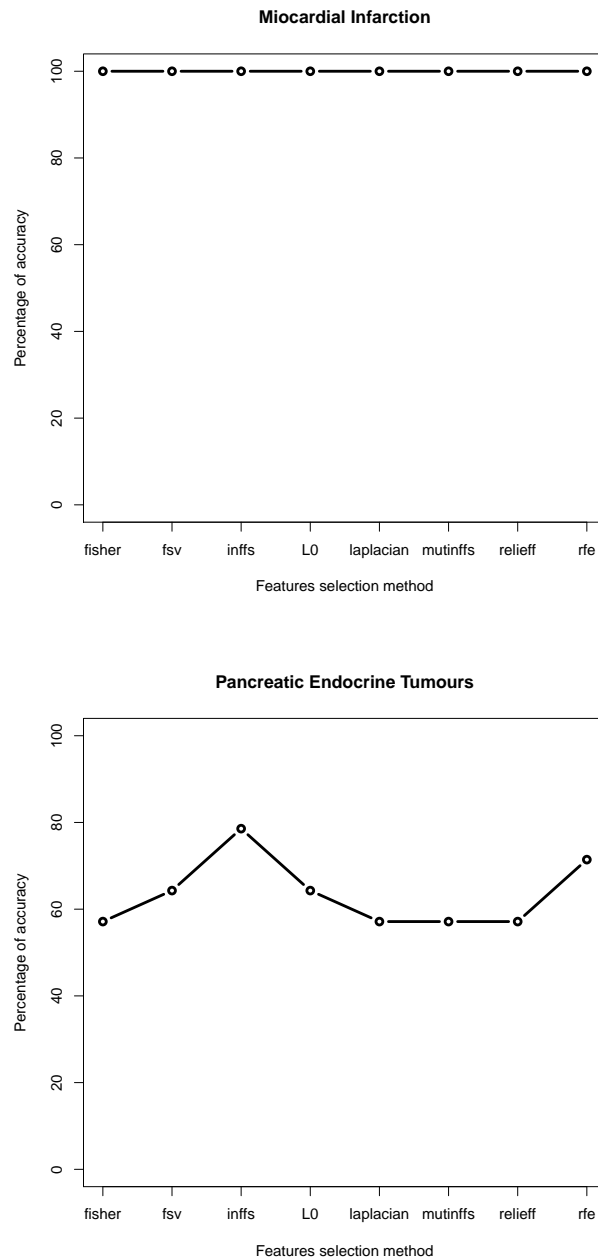 Miocardial Infarction
Percentage of accuracy
100
80
60
40
20
0
fisher fsv inffs L0 laplacian mutinffs relieff rfe
Features selection method
Pancreatic Endocrine Tumours
Percentage of accuracy
100
80
60
40
20
0
fisher fsv inffs L0 laplacian mutinffs relieff rfe
Features selection method